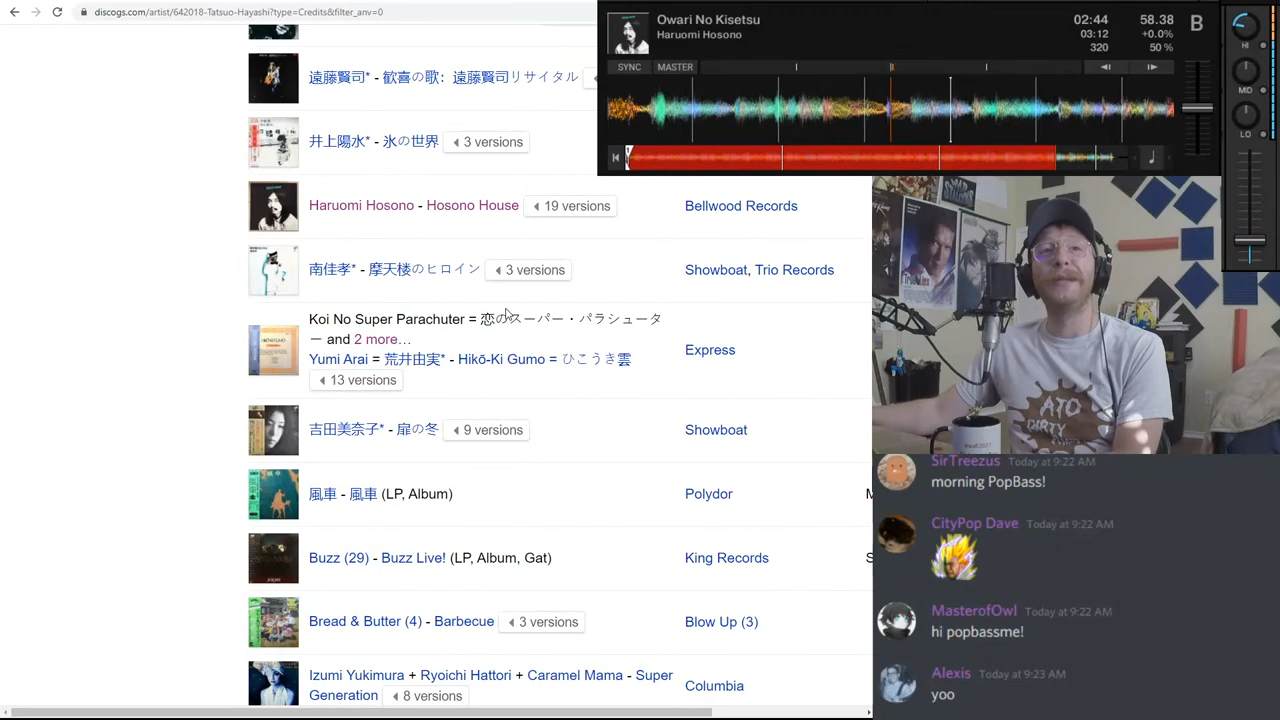 discogs.com/artist/642018-Tatsuo-Hayashi?type=Credits&filter_anv=0
遠藤賢司* - 歓喜の歌: 遠藤賢司リサイタル
井上陽水* - 氷の世界 3 versions
Haruomi Hosono - Hosono House 19 versions Bellwood Records
南佳孝* - 摩天楼のヒロイン 3 versions Showboat, Trio Records
Koi No Super Parachuter = 恋のスーパー・パラシュータ
ー and 2 more…
Yumi Arai = 荒井由実* - Hikō-Ki Gumo = ひこうき雲 Express
13 versions
吉田美奈子* - 扉の冬 9 versions Showboat
風車 - 風車 (LP, Album) Polydor
Buzz (29) - Buzz Live! (LP, Album, Gat) King Records
Bread & Butter (4) - Barbecue 3 versions Blow Up (3)
Izumi Yukimura + Ryoichi Hattori + Caramel Mama - Super
Generation 8 versions Columbia
Owari No Kisetsu 02:44 58.38 B
Haruomi Hosono 03:12 +0.0%
320 50 %
SYNC MASTER
HI
MID
LO
ATO
DIRTY
SirTreezus Today at 9:22 AM
morning PopBass!
CityPop Dave Today at 9:22 AM
MasterofOwl Today at 9:22 AM
hi popbassme!
Alexis Today at 9:23 AM
yoo